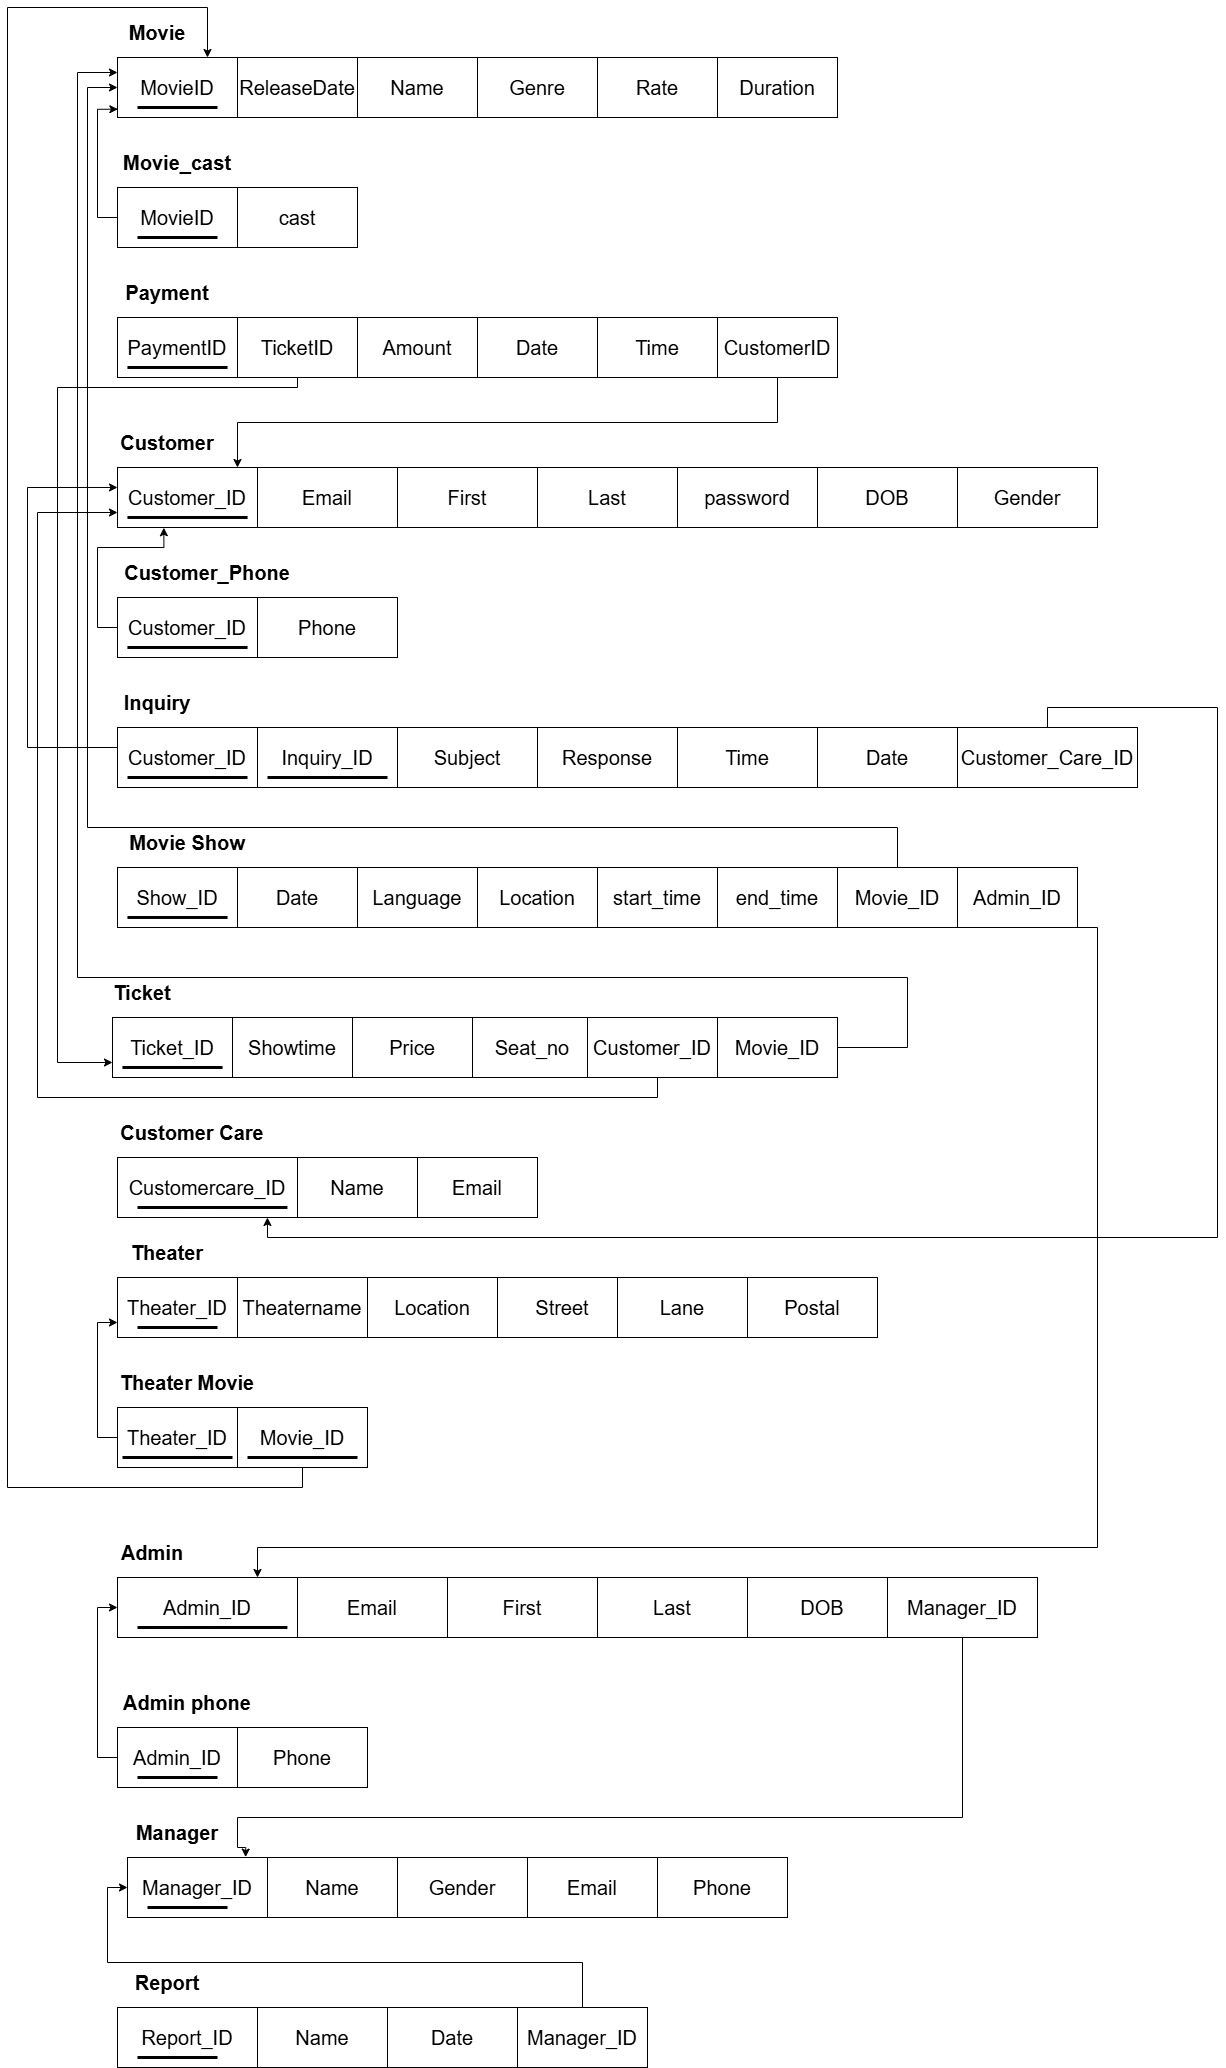 Movie
MovieID ReleaseDate Name Genre Rate Duration
Movie_cast
MovieID cast
Payment
PaymentID TicketID Amount Date Time CustomerID
Customer
Customer_ID Email First Last password DOB Gender
Customer_Phone
Customer_ID Phone
Inquiry
Customer_ID Inquiry_ID Subject Response Time Date Customer_Care_ID
Movie Show
Show_ID Date Language Location start_time end_time Movie_ID Admin_ID
Ticket
Ticket_ID Showtime Price Seat_no Customer_ID Movie_ID
Customer Care
Customercare_ID Name Email
Theater
Theater_ID Theatername Location Street Lane Postal
Theater Movie
Theater_ID Movie_ID
Admin
Admin_ID Email First Last DOB Manager_ID
Admin phone
Admin_ID Phone
Manager
Manager_ID Name Gender Email Phone
Report
Report_ID Name Date Manager_ID